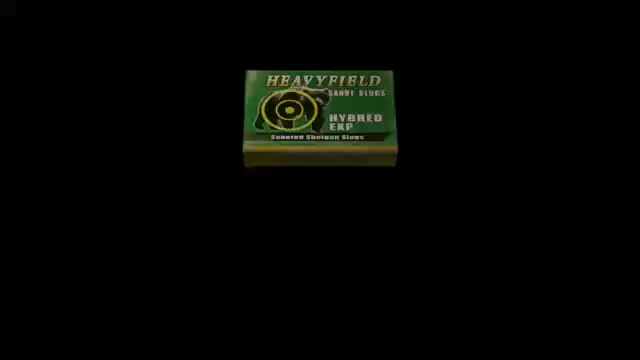 HEAVYFIELD
SABOT SLUGS
HYBRED
EXP
Saboted Shotgun Slugs